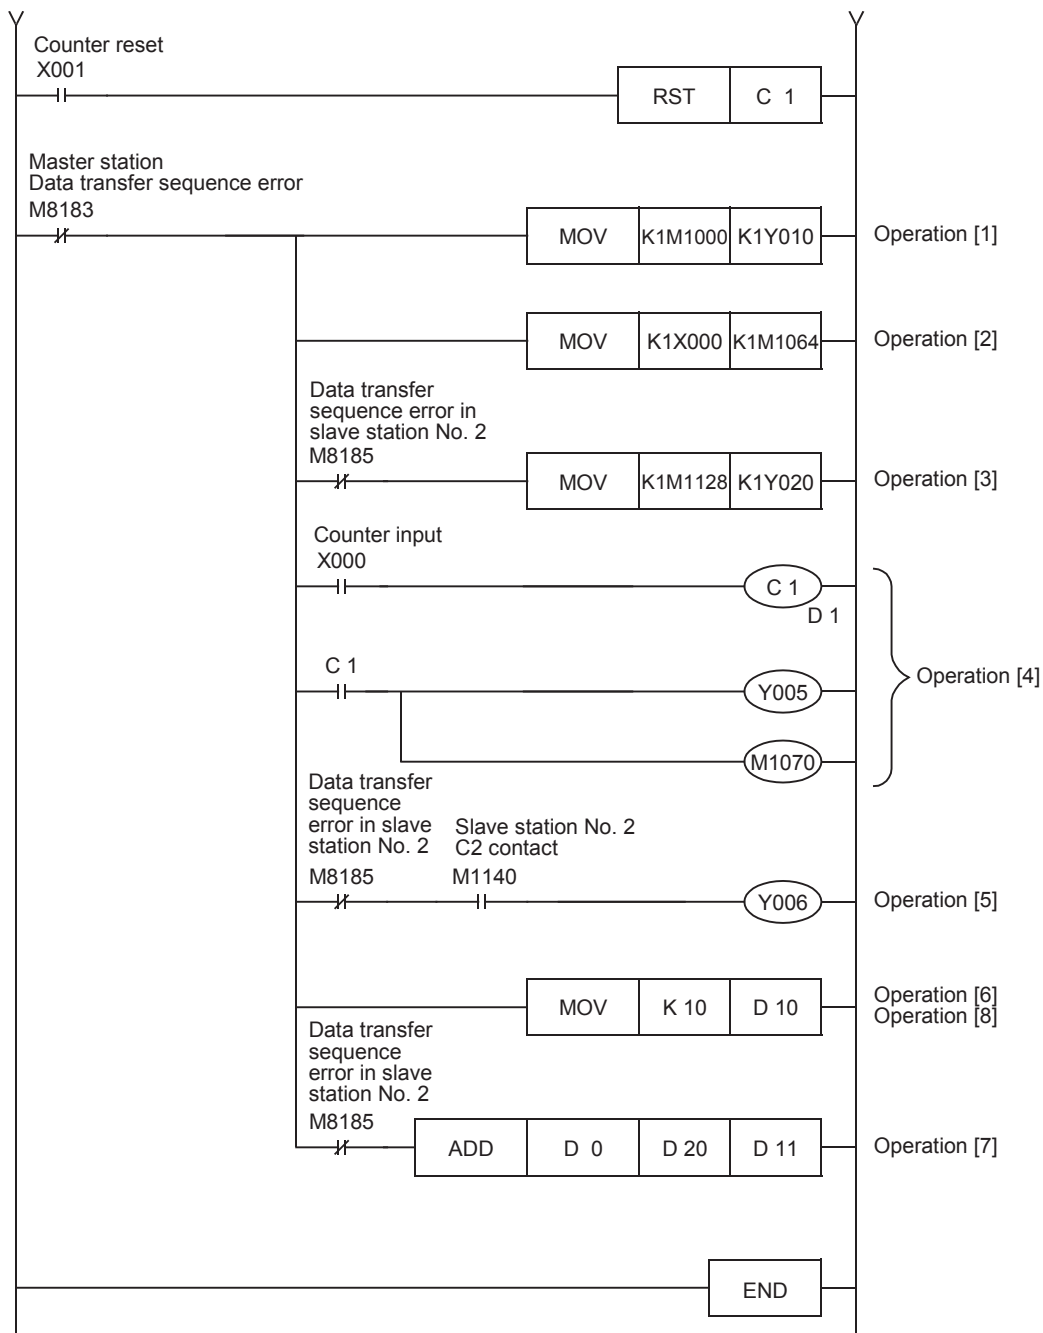 Counter reset
X001
RST C 1
Master station
Data transfer sequence error
M8183
MOV K1M1000 K1Y010 Operation [1]
MOV K1X000 K1M1064 Operation [2]
Data transfer
sequence error in
slave station No. 2
M8185
MOV K1M1128 K1Y020 Operation [3]
Counter input
X000
C 1
D 1
C 1
Y005
Operation [4]
M1070
Data transfer
sequence
error in slave
station No. 2
Slave station No. 2
C2 contact
M8185 M1140
Y006 Operation [5]
MOV K 10 D 10 Operation [6]
Operation [8]
Data transfer
sequence
error in slave
station No. 2
M8185
ADD D 0 D 20 D 11 Operation [7]
END